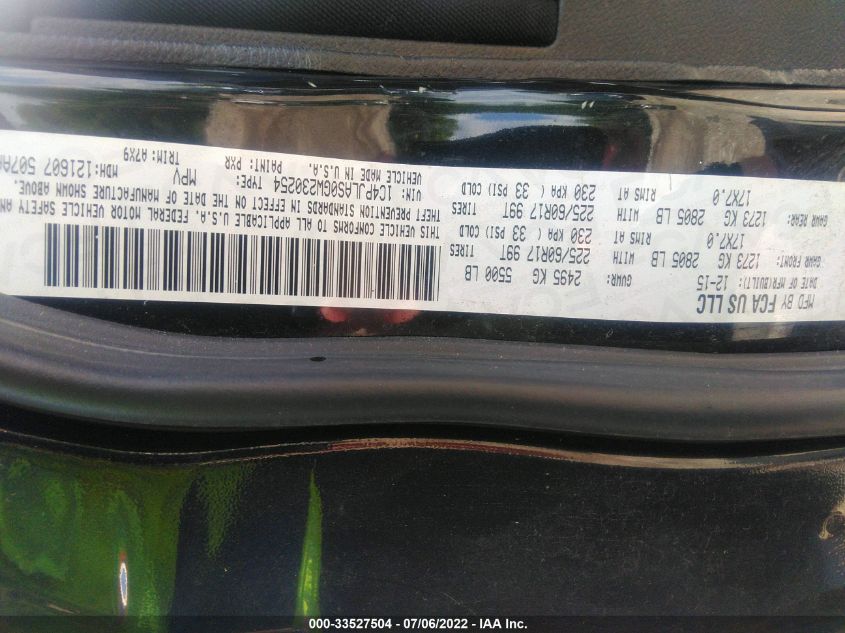 MFD BY FCA US LLC
DATE OF MFR(BUILT): 12-15
GVWR: 2495 KG 5500 LB
GAWR FRONT: 1273 KG 2805 LB WITH 225/60R17 99T TIRES
17X7.0 RIMS AT 230 KPA ( 33 PSI) COLD
GAWR REAR: 1273 KG 2805 LB WITH 225/60R17 99T TIRES
17X7.0 RIMS AT 230 KPA ( 33 PSI) COLD
THIS VEHICLE CONFORMS TO ALL APPLICABLE U.S.A. FEDERAL MOTOR VEHICLE SAFETY AND
THEFT PREVENTION STANDARDS IN EFFECT ON THE DATE OF MANUFACTURE SHOWN ABOVE.
VIN: 1C4PJLAS0GW230254 TYPE: MPV MDH:121607
VEHICLE MADE IN U.S.A. PAINT: PXR TRIM:A7X9
000-33527504 - 07/06/2022 - IAA Inc.